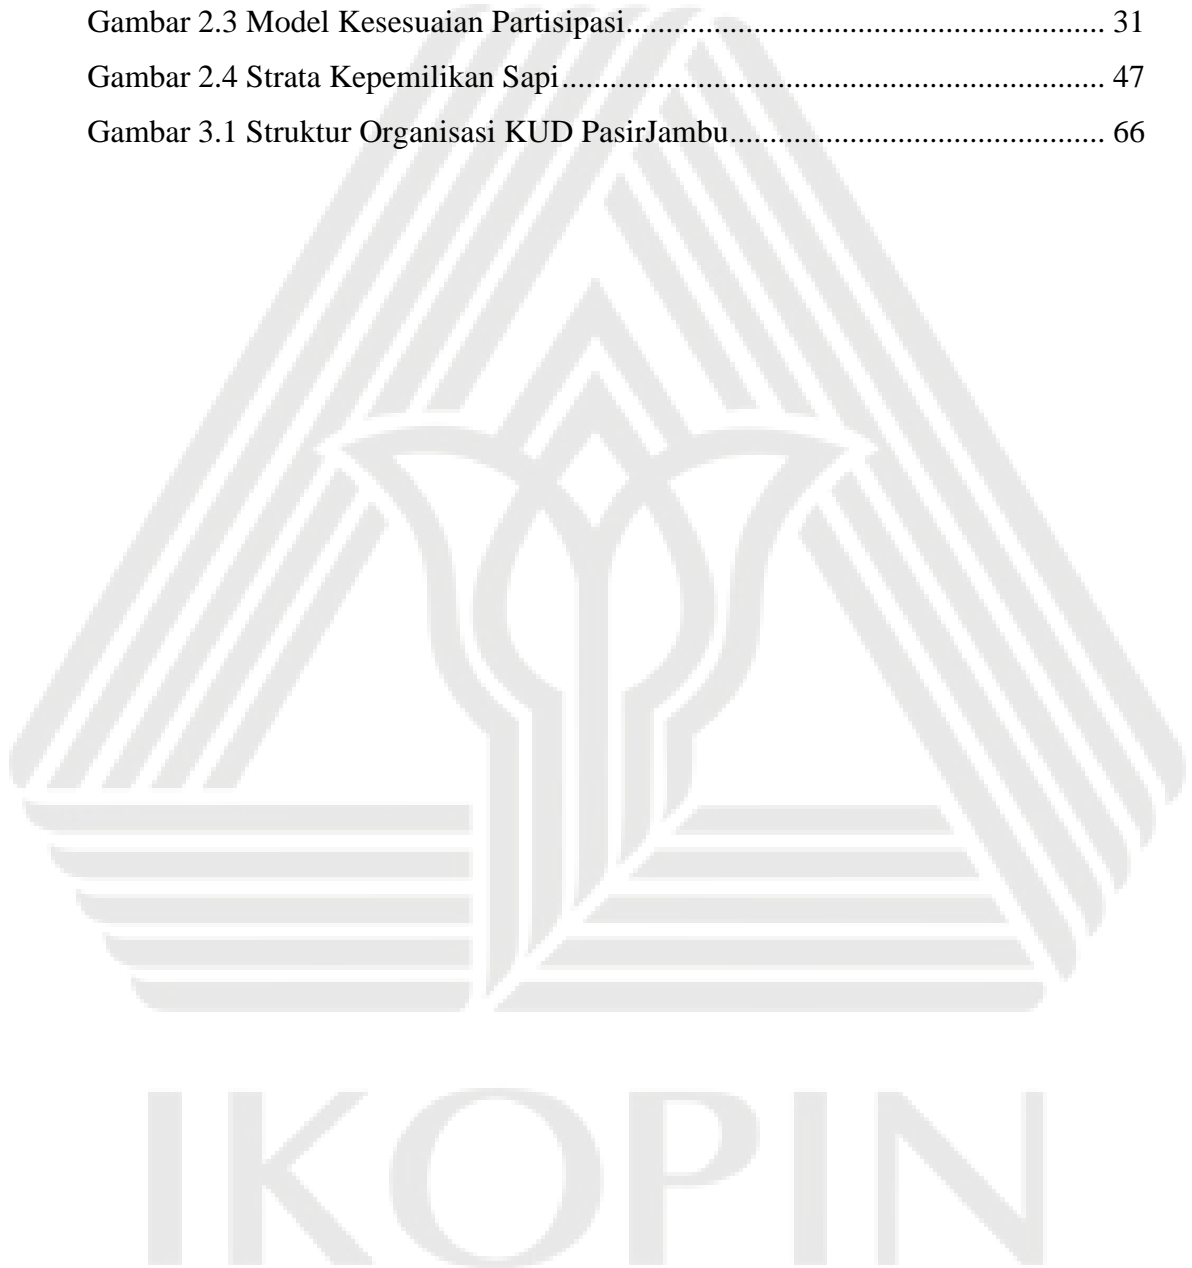 Gambar 2.3 Model Kesesuaian Partisipasi............................................................ 31
Gambar 2.4 Strata Kepemilikan Sapi.................................................................... 47
Gambar 3.1 Struktur Organisasi KUD PasirJambu............................................... 66
IKOPIN